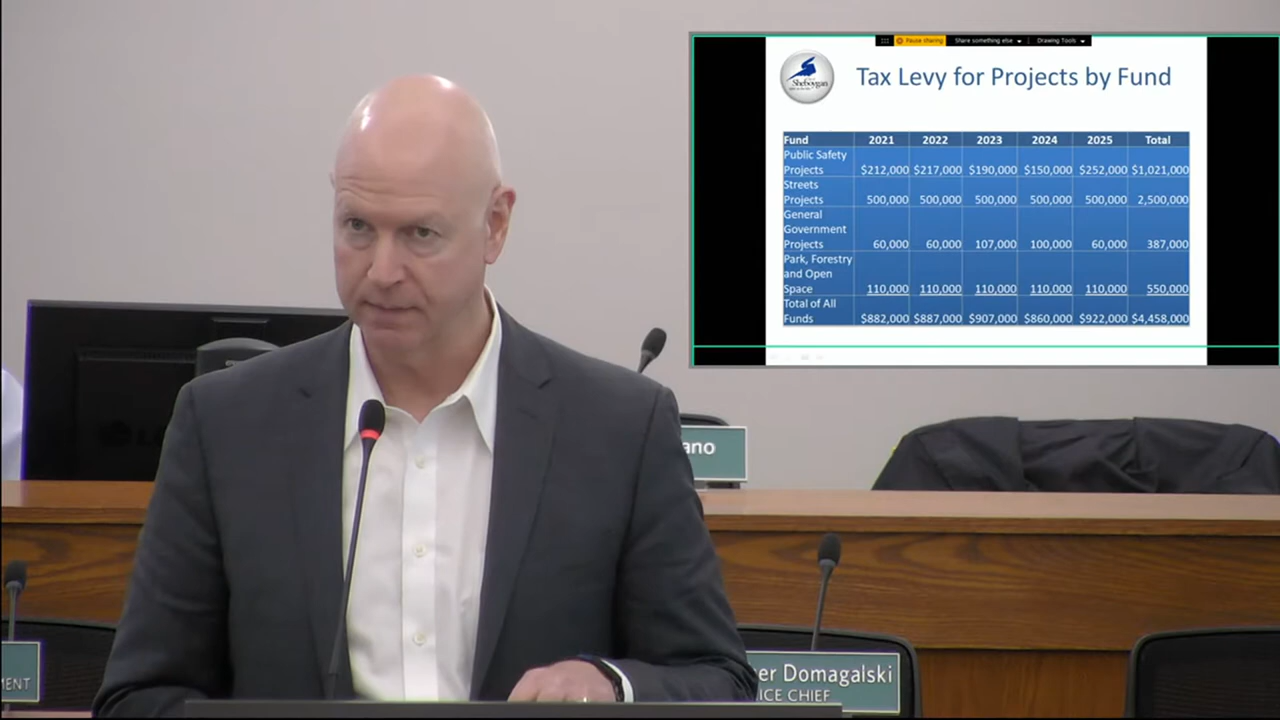 Pause sharing Share something else Drawing Tools
Sheboygan
Tax Levy for Projects by Fund
Fund 2021 2022 2023 2024 2025 Total
Public Safety
Projects $212,000 $217,000 $190,000 $150,000 $252,000 $1,021,000
Streets
Projects 500,000 500,000 500,000 500,000 500,000 2,500,000
General
Government
Projects 60,000 60,000 107,000 100,000 60,000 387,000
Park, Forestry
and Open
Space 110,000 110,000 110,000 110,000 110,000 550,000
Total of All
Funds $882,000 $887,000 $907,000 $860,000 $922,000 $4,458,000
ano
er Domagalski
ICE CHIEF
MENT